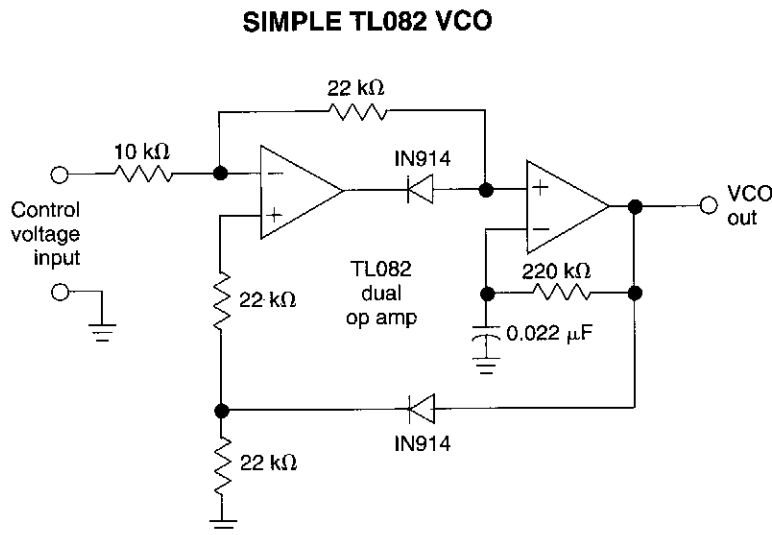 SIMPLE TL082 VCO
22 kΩ
10 kΩ
IN914
−
+
+
−
VCO
out
Control
voltage
input
TL082
dual
op amp
220 kΩ
22 kΩ
0.022 μF
IN914
22 kΩ